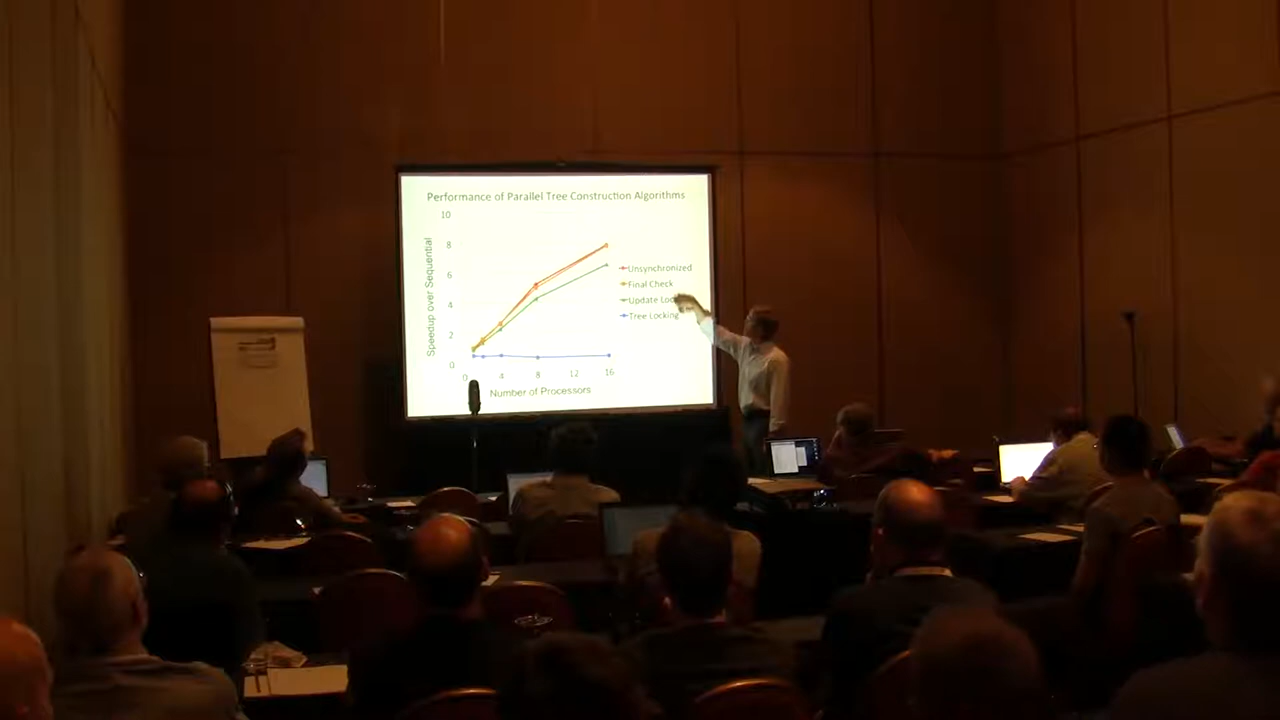 Performance of Parallel Tree Construction Algorithms
10
8
6
4
2
0
Speedup over Sequential
0 4 8 12 16
Number of Processors
Unsynchronized
Final Check
Update
Tree Locking